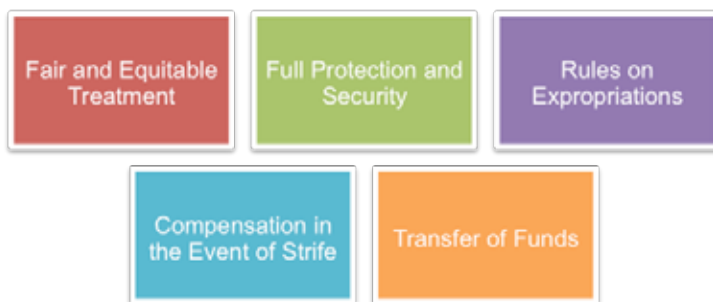 Fair and Equitable
Treatment
Full Protection and
Security
Rules on
Expropriations
Compensation in
the Event of Strife
Transfer of Funds